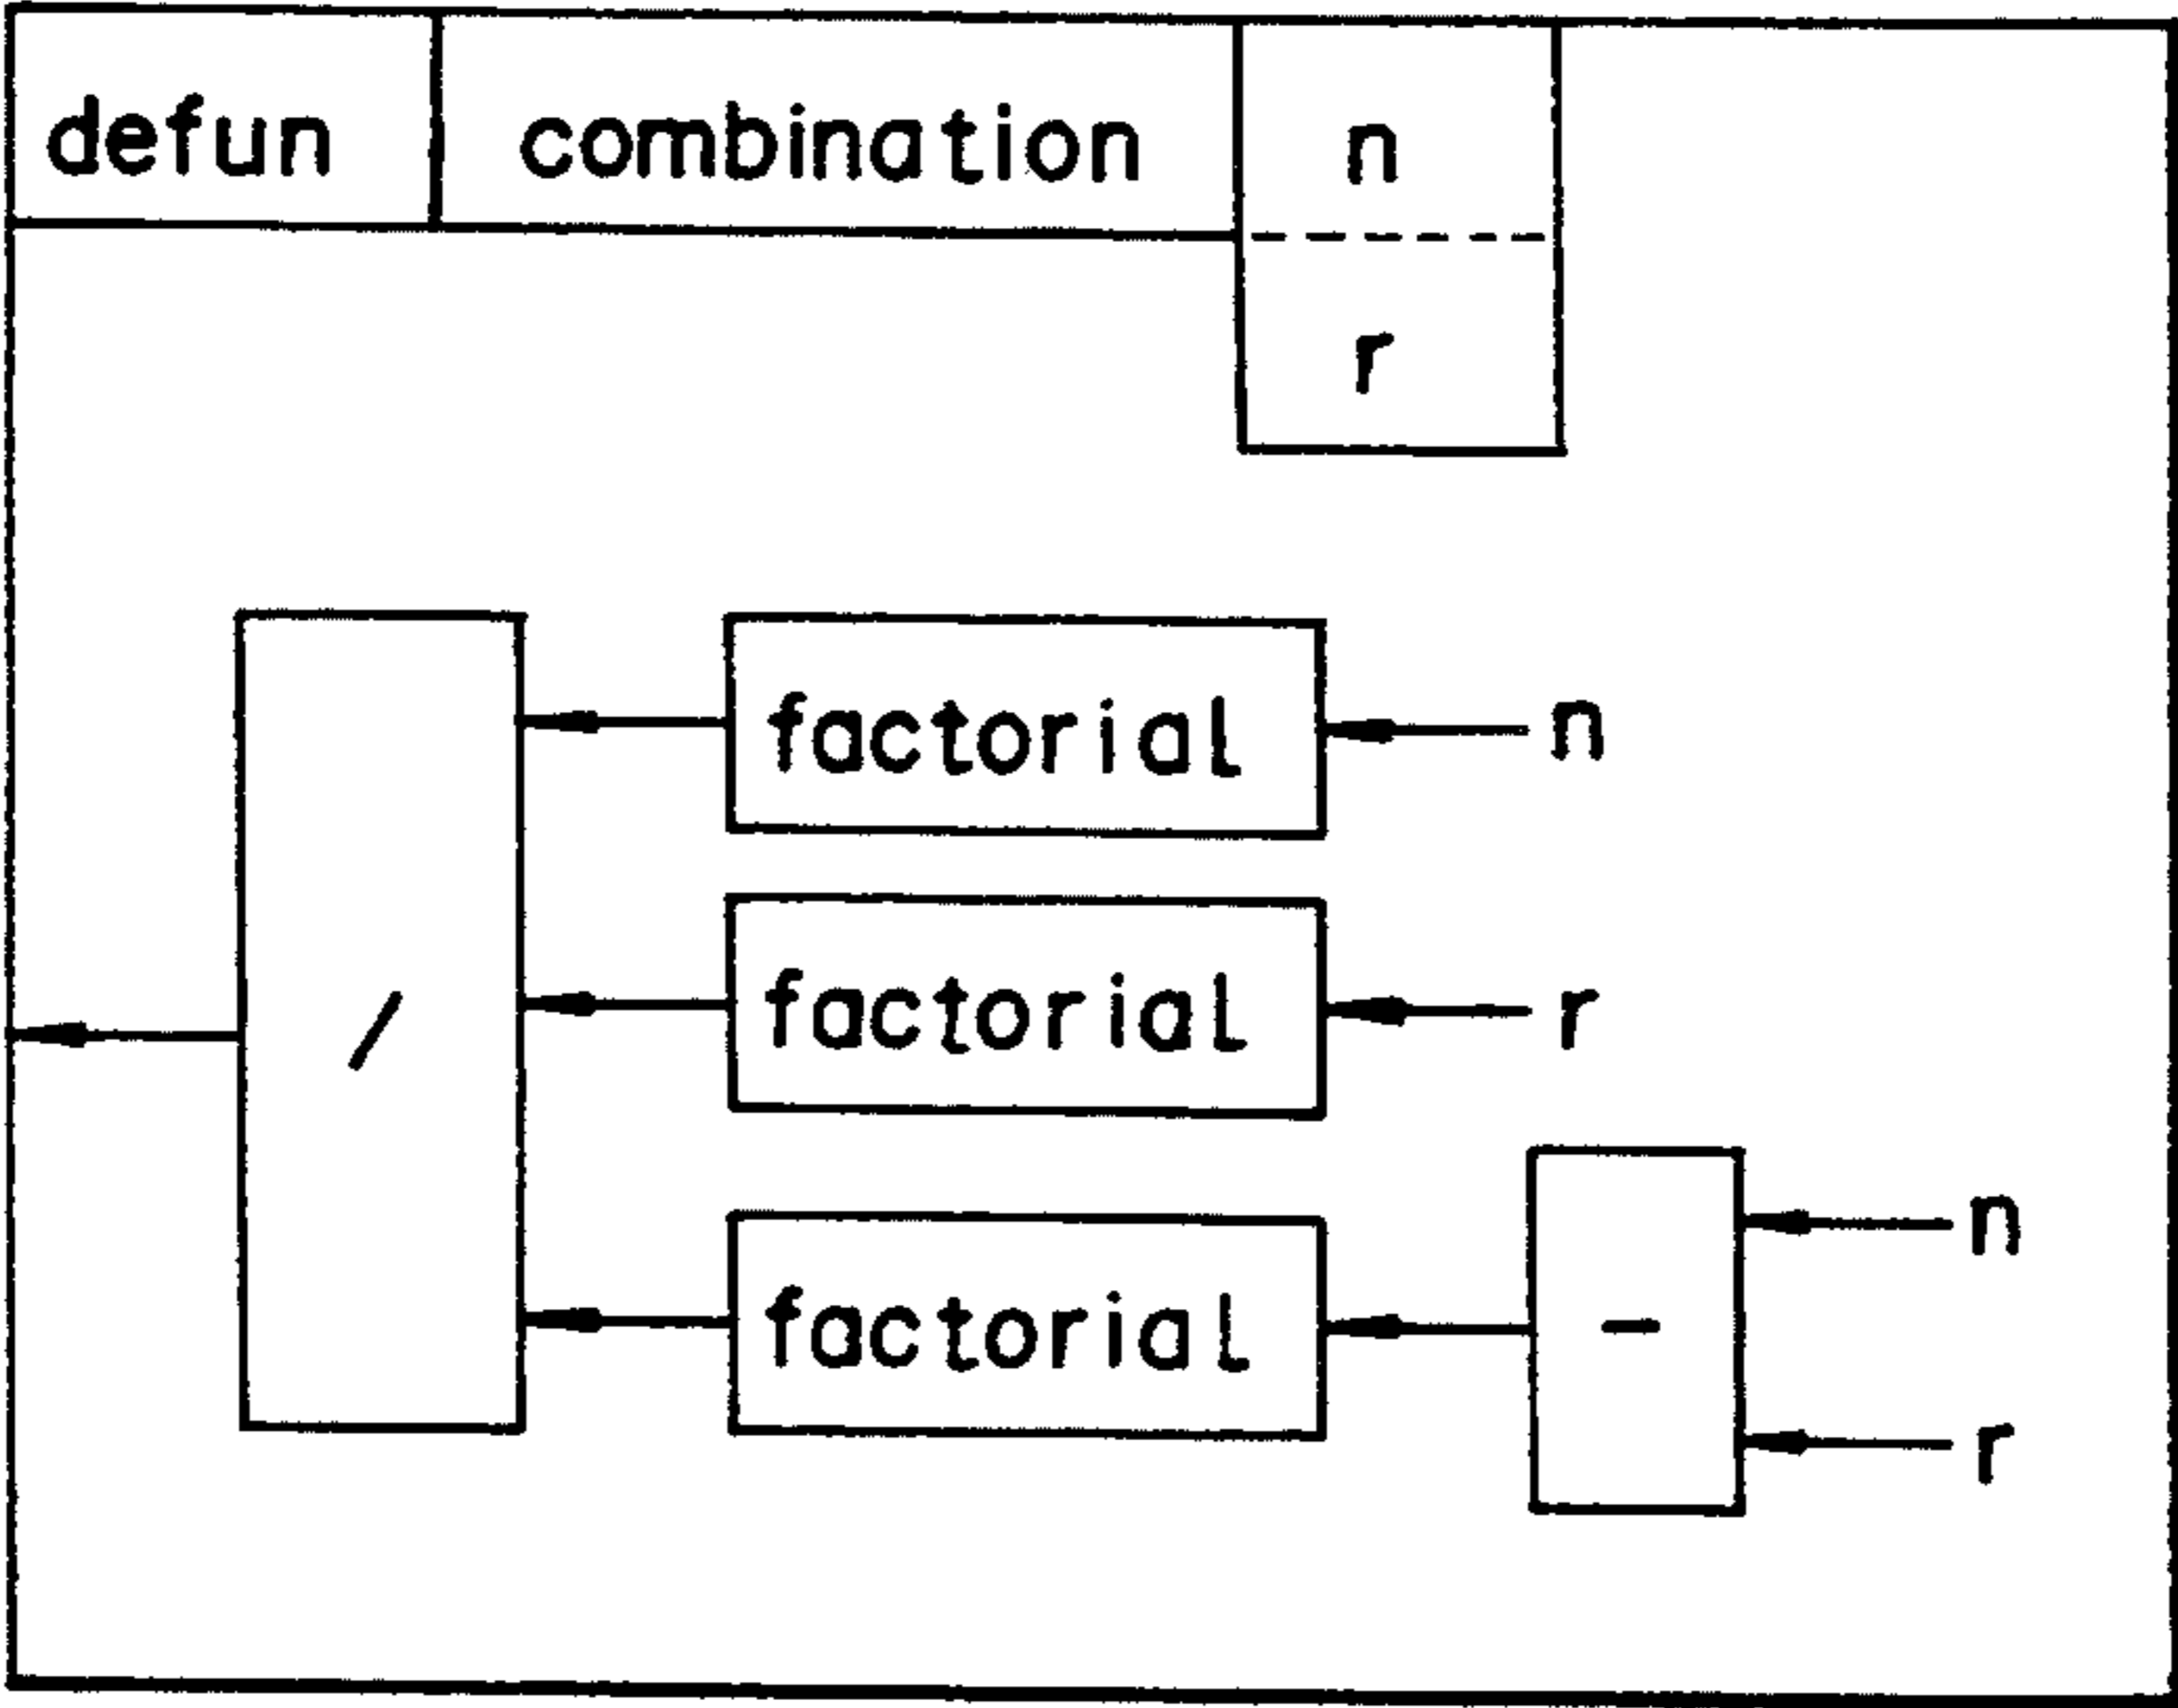 defun combination n
r
factorial n
/ factorial r
n
factorial -
r